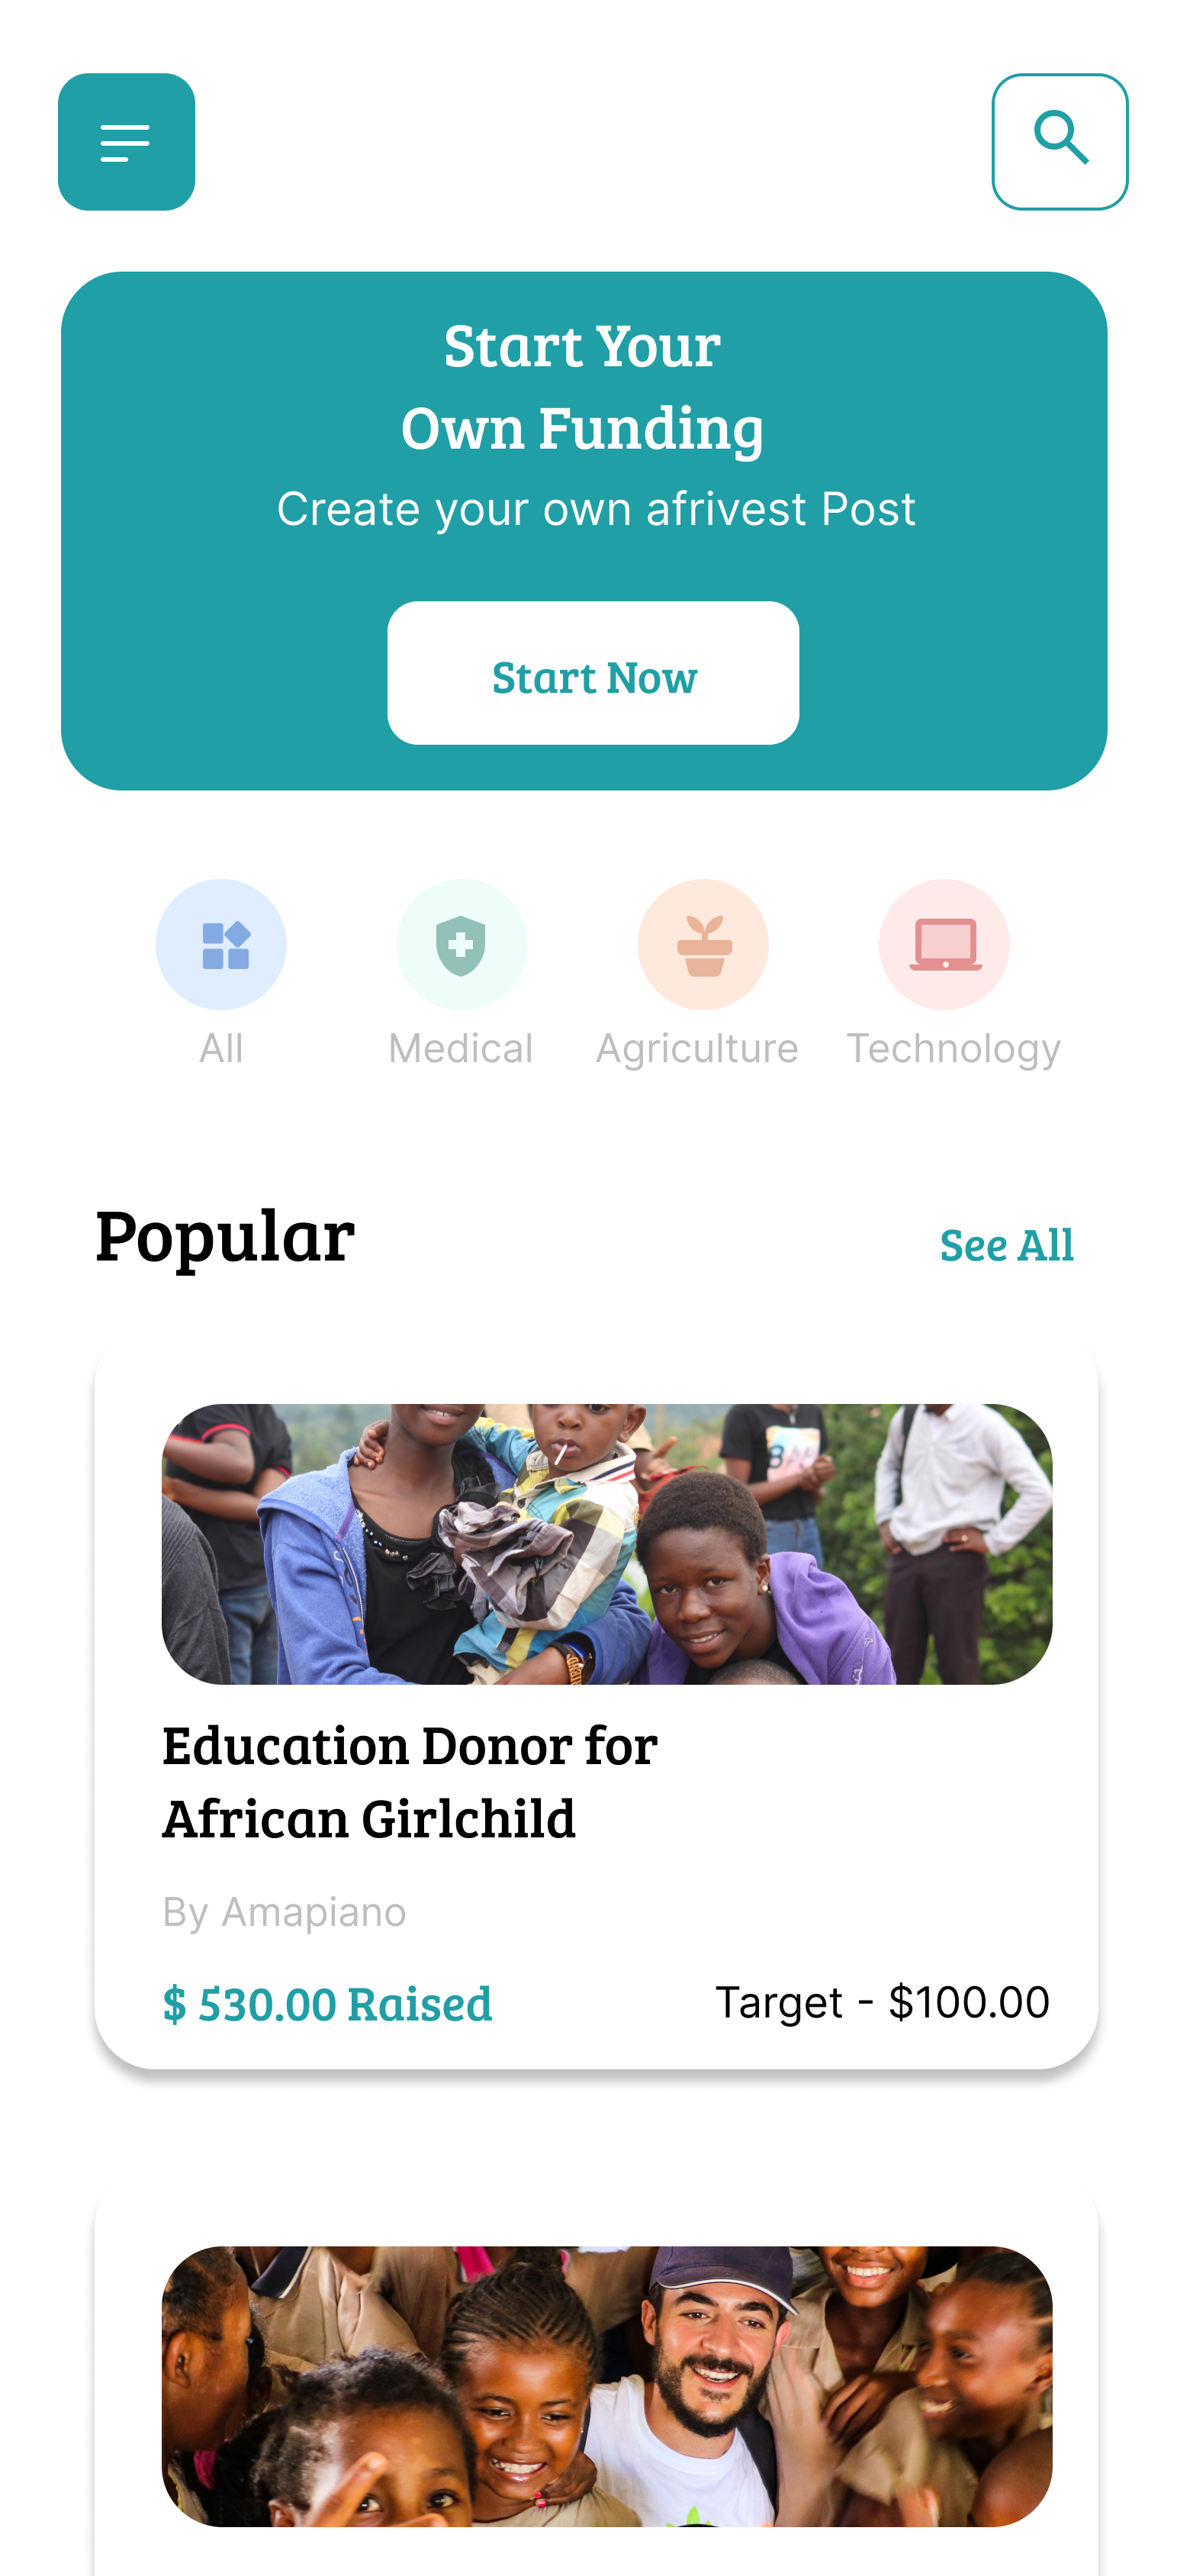 Start Your
Own Funding
Create your own afrivest Post
Start Now
All
Medical
Agriculture
Technology
Popular
See All
Education Donor for
African Girlchild
By Amapiano
$ 530.00 Raised
Target - $100.00